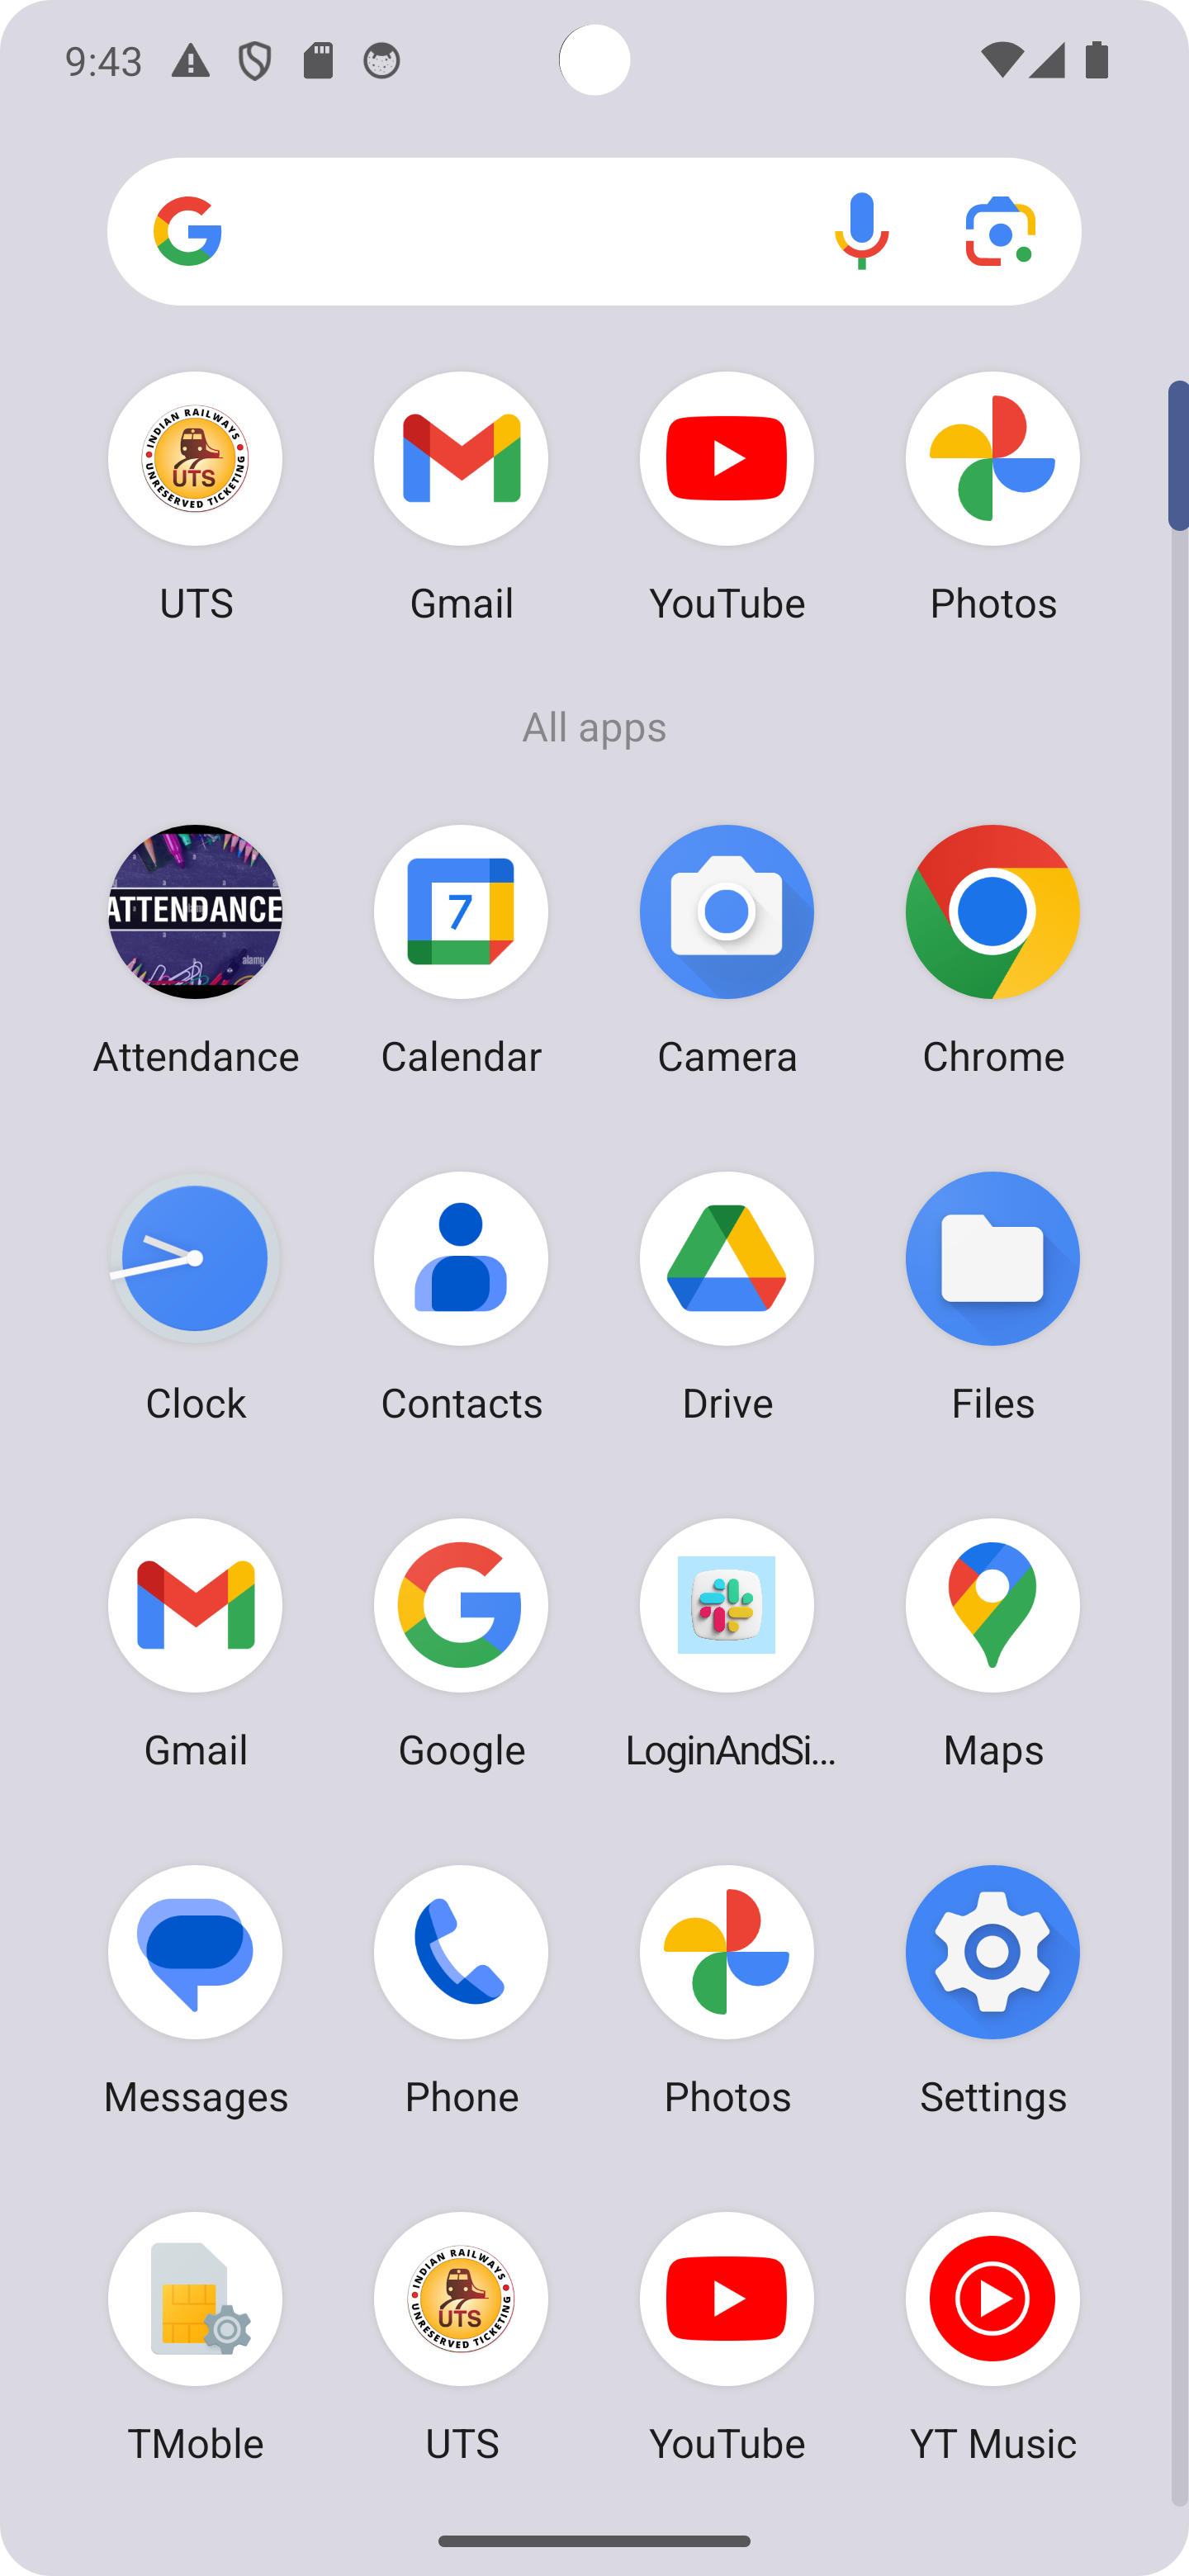 9:43
INDIAN RAILWAYS
UTS
UNRESERVED TICKETING
UTS Gmail YouTube Photos
All apps
ATTENDANCE
alamy
7
Attendance Calendar Camera Chrome
Clock Contacts Drive Files
Gmail Google LoginAndSi... Maps
Messages Phone Photos Settings
INDIAN RAILWAYS
UTS
UNRESERVED TICKETING
TMoble UTS YouTube YT Music